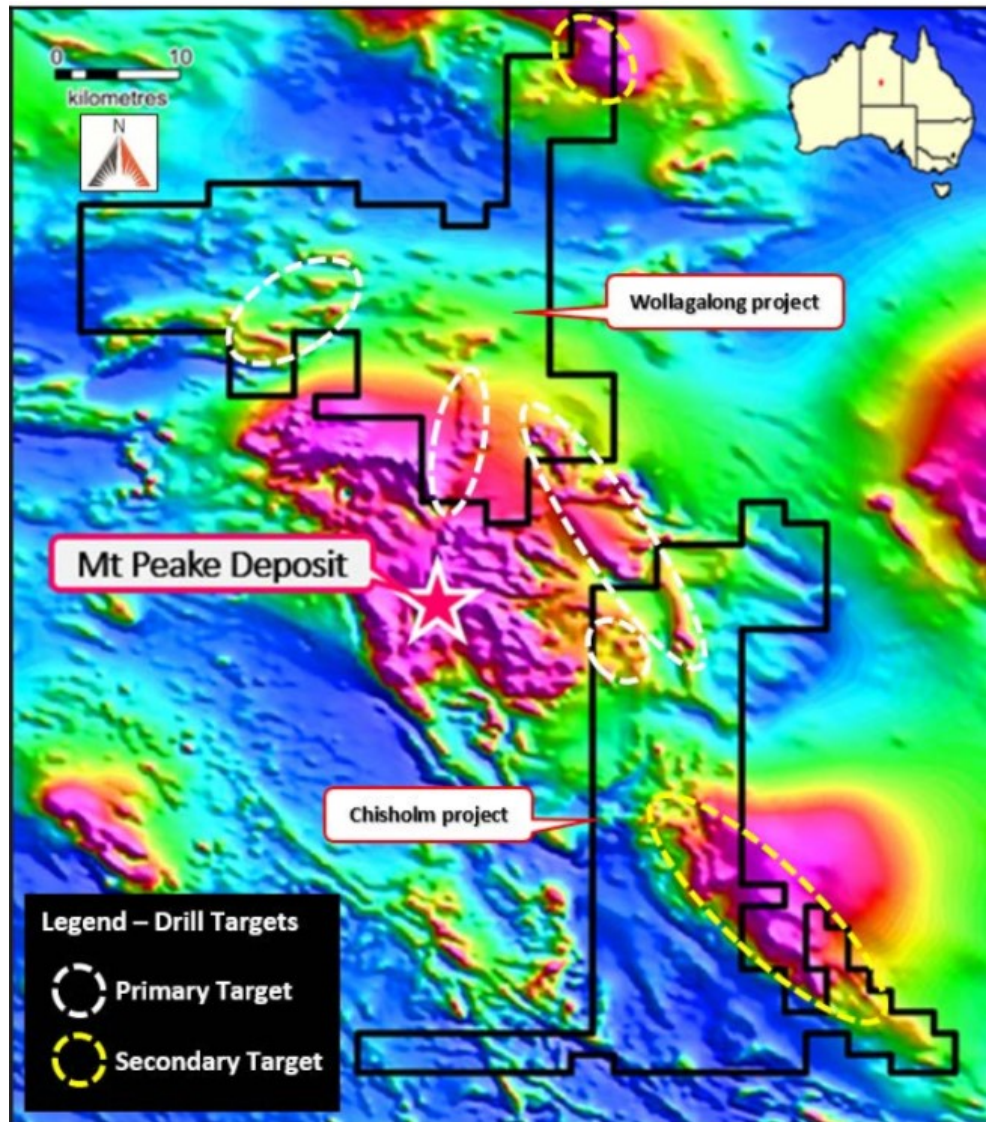 0 10
kilometres
N
Wollagalong project
Mt Peake Deposit
Chisholm project
Legend – Drill Targets
Primary Target
Secondary Target